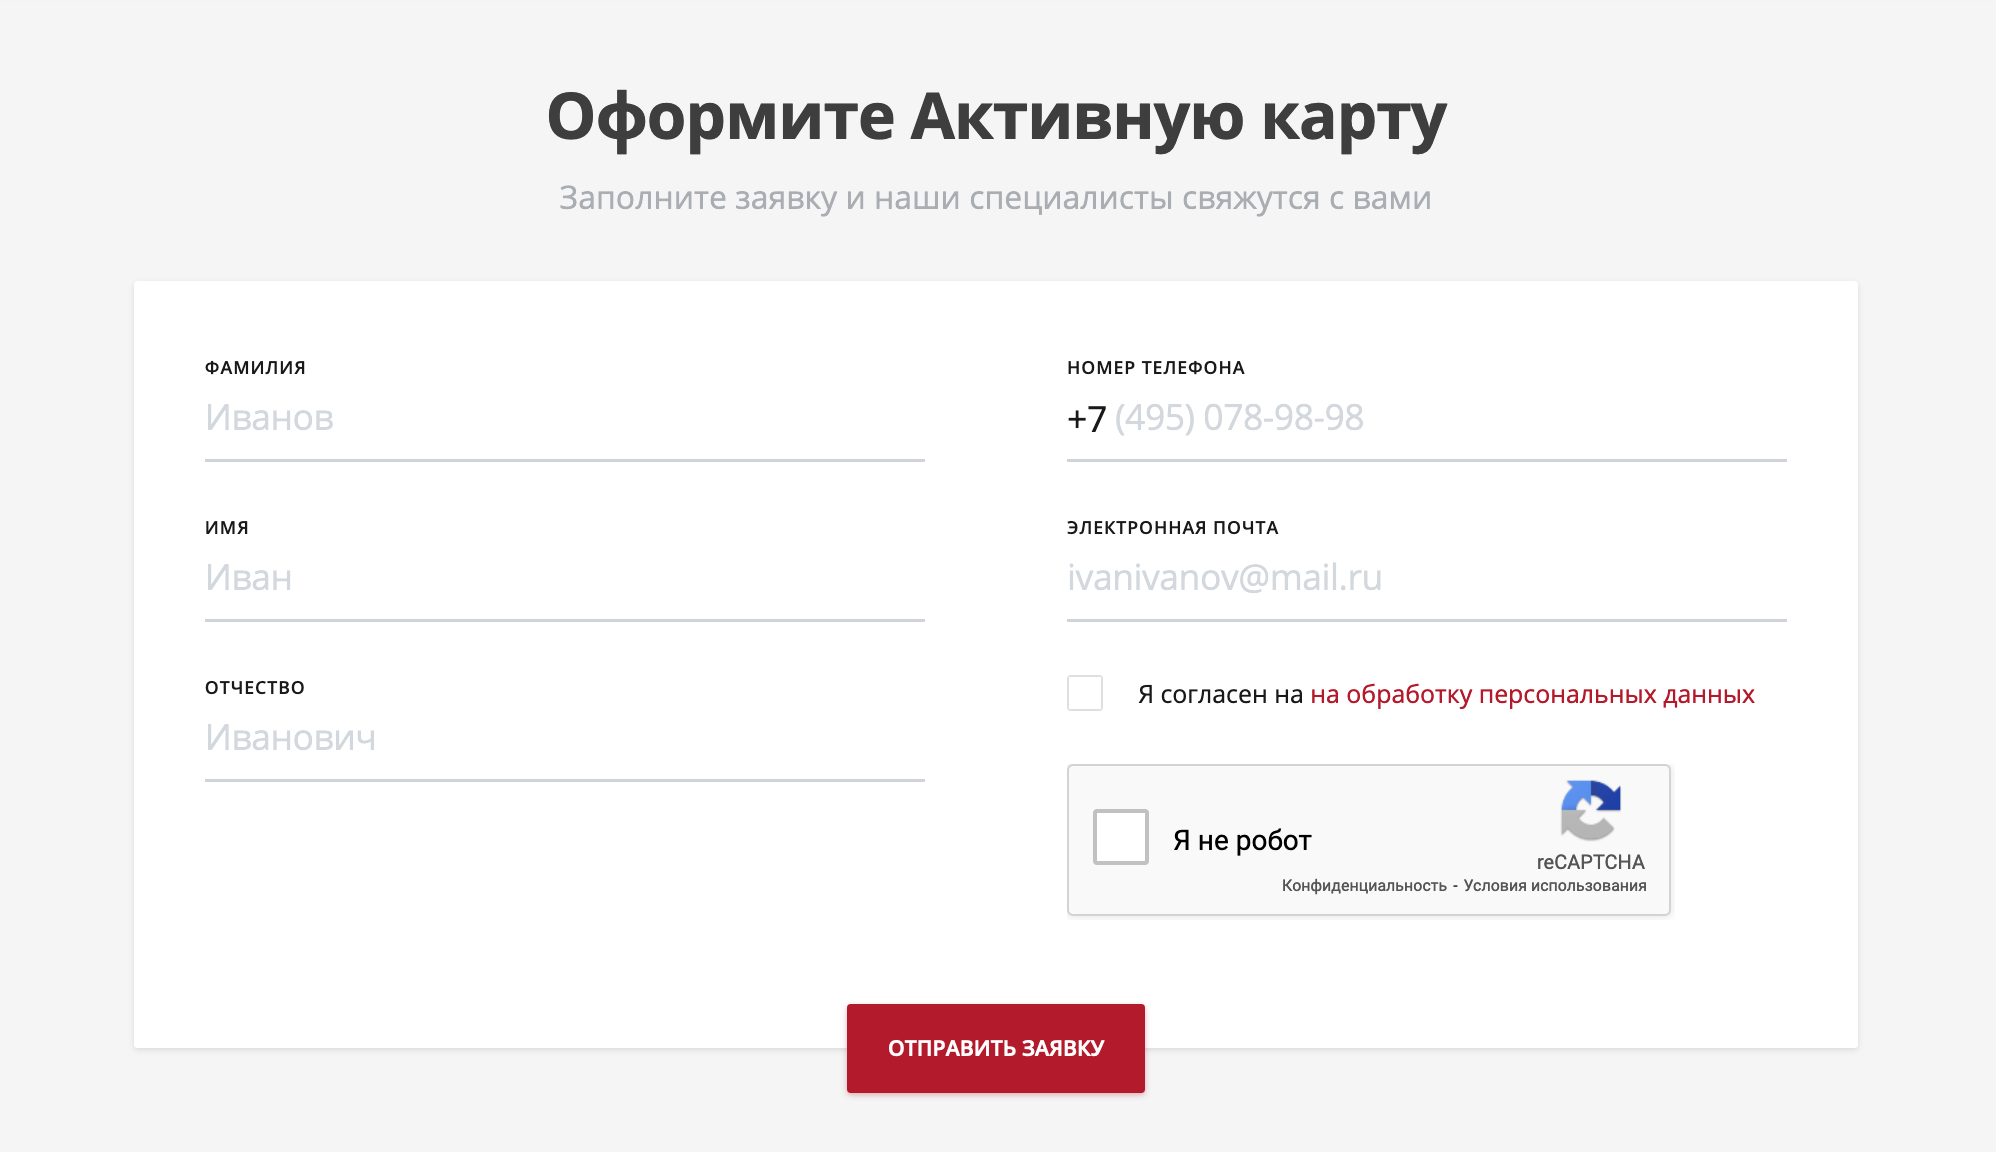 Оформите Активную карту
Заполните заявку и наши специалисты свяжутся с вами
ФАМИЛИЯ
Иванов
ИМЯ
Иван
ОТЧЕСТВО
Иванович
НОМЕР ТЕЛЕФОНА
+7 (495) 078-98-98
ЭЛЕКТРОННАЯ ПОЧТА
ivanivanov@mail.ru
Я согласен на на обработку персональных данных
Я не робот
reCAPTCHA
Конфиденциальность - Условия использования
ОТПРАВИТЬ ЗАЯВКУ